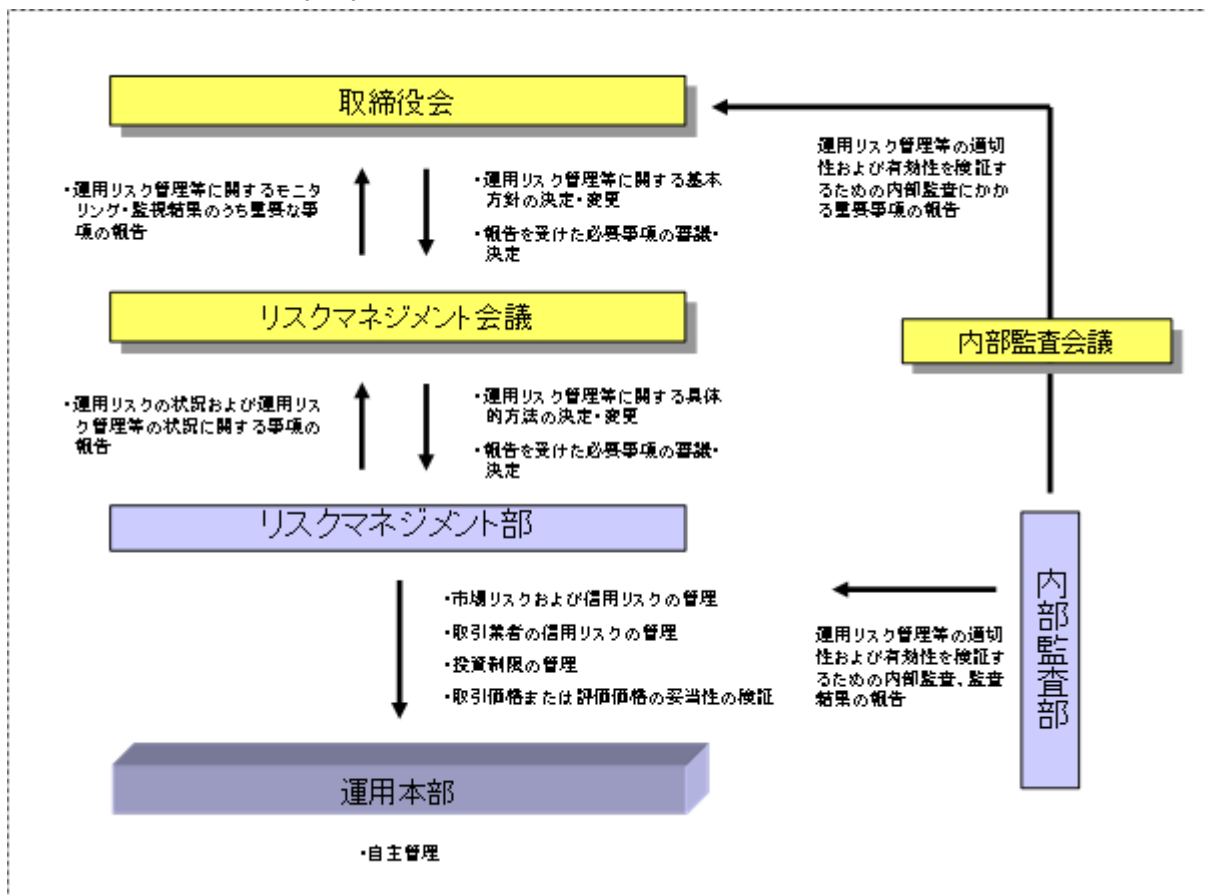 取締役会
・運用リスク管理等に関するモニタ
リング・監視結果のうち重要な事
項の報告
・運用リスク管理等に関する基本
方針の決定・変更
・報告を受けた必要事項の審議・
決定
運用リスク管理等の適切
性および有効性を検証す
るための内部監査にかか
る重要事項の報告
リスクマネジメント会議
内部監査会議
・運用リスクの状況および運用リス
ク管理等の状況に関する事項の
報告
・運用リスク管理等に関する具体
的方法の決定・変更
・報告を受けた必要事項の審議・
決定
リスクマネジメント部
・市場リスクおよび信用リスクの管理
・取引業者の信用リスクの管理
・投資制限の管理
・取引価格または評価価格の妥当性の検証
運用リスク管理等の適切
性および有効性を検証す
るための内部監査、監査
結果の報告
内部監査部
運用本部
・自主管理